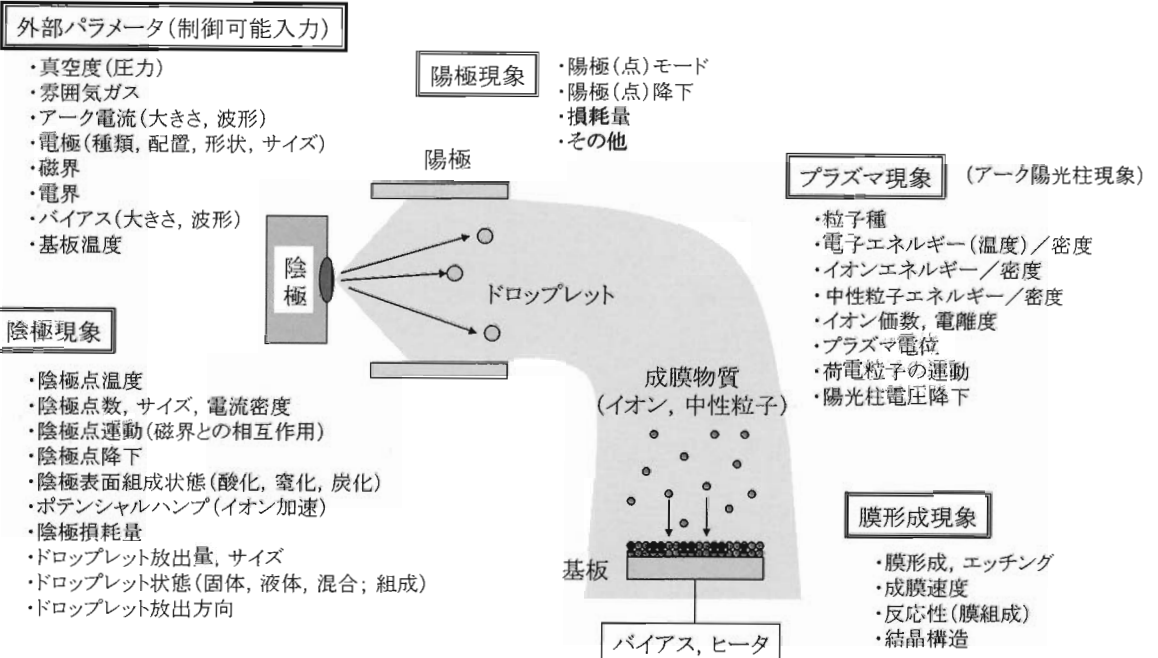 外部パラメータ(制御可能入力)
・真空度(圧力)
・雰囲気ガス
・アーク電流(大きさ, 波形)
・電極(種類, 配置, 形状, サイズ)
・磁界
・電界
・バイアス(大きさ, 波形)
・基板温度
陽極現象
・陽極(点)モード
・陽極(点)降下
・損耗量
・その他
陽極
陰極
ドロップレット
プラズマ現象 (アーク陽光柱現象)
・粒子種
・電子エネルギー(温度)／密度
・イオンエネルギー／密度
・中性粒子エネルギー／密度
・イオン価数, 電離度
・プラズマ電位
・荷電粒子の運動
・陽光柱電圧降下
陰極現象
・陰極点温度
・陰極点数, サイズ, 電流密度
・陰極点運動(磁界との相互作用)
・陰極点降下
・陰極表面組成状態(酸化, 窒化, 炭化)
・ポテンシャルハンプ(イオン加速)
・陰極損耗量
・ドロップレット放出量, サイズ
・ドロップレット状態(固体, 液体, 混合; 組成)
・ドロップレット放出方向
成膜物質
(イオン, 中性粒子)
基板
バイアス, ヒータ
膜形成現象
・膜形成, エッチング
・成膜速度
・反応性(膜組成)
・結晶構造